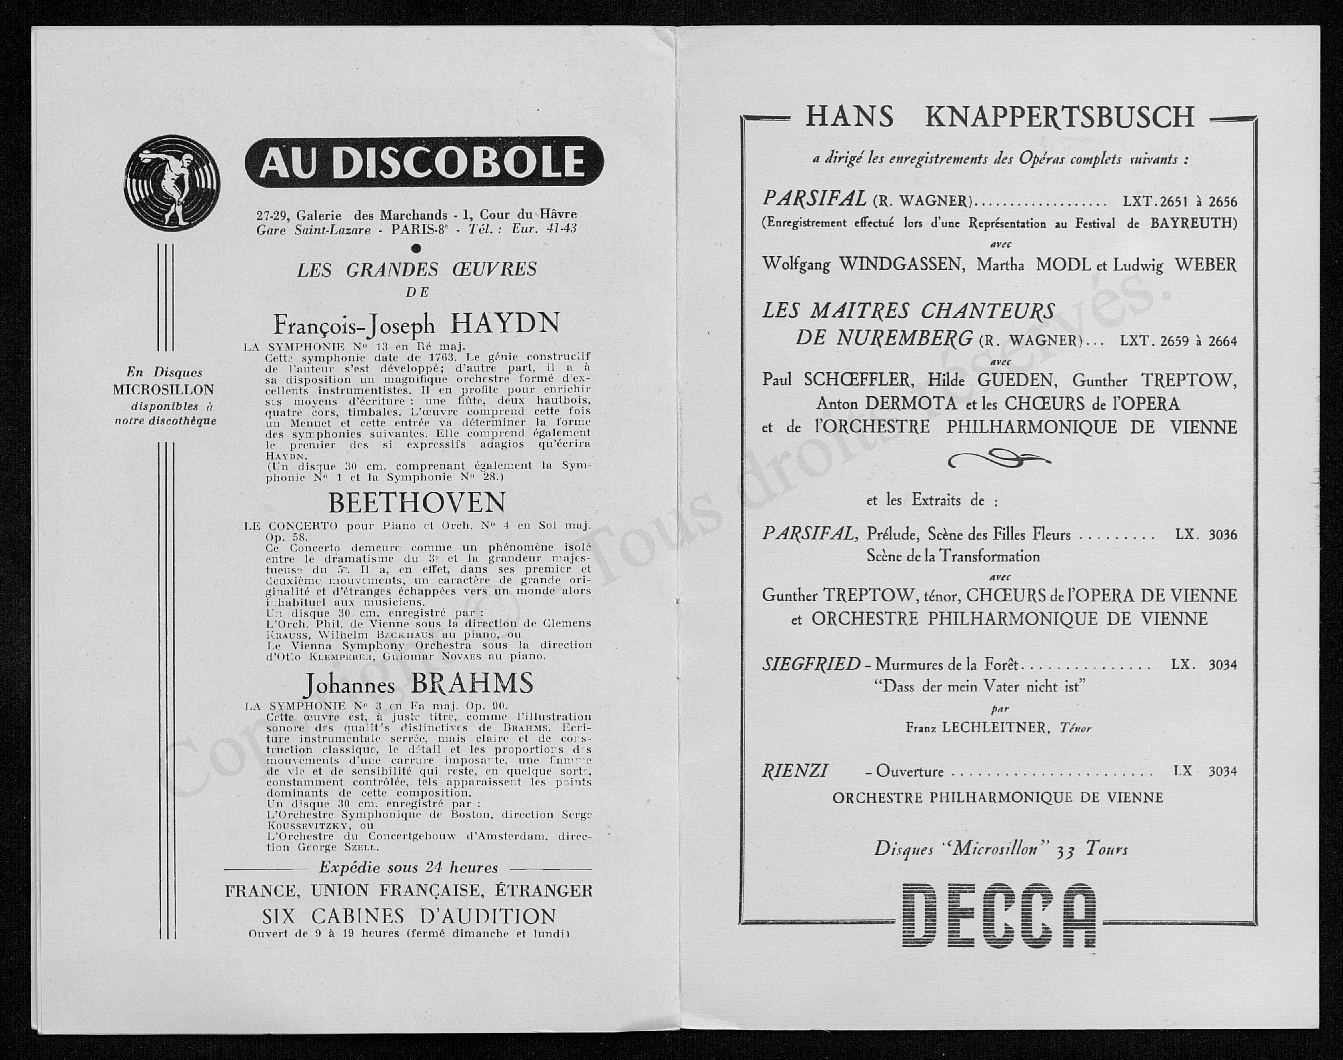 AU DISCOBOLE
27-29, Galerie des Marchands - 1, Cour du Hâvre
Gare Saint-Lazare - PARIS-8e - Tél. : Eur. 41-43
LES GRANDES ŒUVRES
DE
En Disques
MICROSILLON
disponibles à
notre discothèque
François-Joseph HAYDN
LA SYMPHONIE No 13 en Ré maj.
Cette symphonie date de 1763. Le génie constructif
de l'auteur s'est développé; d'autre part, il a à
sa disposition un magnifique orchestre formé d'ex-
cellents instrumentistes. Il en profite pour enrichir
ses moyens d'écriture : une flûte, deux hautbois,
quatre cors, timbales. L'œuvre comprend cette fois
un Menuet et cette entrée va déterminer la forme
des symphonies suivantes. Elle comprend également
le premier des si expressifs adagios qu'écrira
HAYDN.
(Un disque 30 cm. comprenant également la Sym-
phonie No 1 et la Symphonie No 28.)
BEETHOVEN
LE CONCERTO pour Piano et Orch. No 4 en Sol maj.
Op. 58.
Ce Concerto demeure comme un phénomène isolé
entre le dramatisme du 3e et la grandeur majes-
tueuse du 5e. Il a, en effet, dans ses premier et
deuxième mouvements, un caractère de grande ori-
ginalité et d'étranges échappées vers un monde alors
inhabituel aux musiciens.
Un disque 30 cm. enregistré par :
L'Orch. Phil. de Vienne sous la direction de Clemens
KRAUSS, Wilhelm BACKHAUS au piano, ou
Le Vienna Symphony Orchestra sous la direction
d'Otto KLEMPERER, Guiomar NOVAES au piano.
Johannes BRAHMS
LA SYMPHONIE No 3 en Fa maj. Op. 90.
Cette œuvre est, à juste titre, comme l'illustration
sonore des qualités distinctives de BRAHMS. Ecri-
ture instrumentale serrée, mais claire et de cons-
truction classique, le détail et les proportions des
mouvements d'une carrure imposante, une flamme
de vie et de sensibilité qui reste, en quelque sorte,
constamment contrôlée, tels apparaissent les points
dominants de cette composition.
Un disque 30 cm. enregistré par :
L'Orchestre Symphonique de Boston, direction Serge
KOUSSEVITZKY, ou
L'Orchestre du Concertgebouw d'Amsterdam, direc-
tion George SZELL.
Expédie sous 24 heures
FRANCE, UNION FRANÇAISE, ÉTRANGER
SIX CABINES D'AUDITION
Ouvert de 9 à 19 heures (fermé dimanche et lundi)
HANS KNAPPERTSBUSCH
a dirigé les enregistrements des Opéras complets suivants :
PARSIFAL (R. WAGNER).................. LXT.2651 à 2656
(Enregistrement effectué lors d'une Représentation au Festival de BAYREUTH)
avec
Wolfgang WINDGASSEN, Martha MODL et Ludwig WEBER
LES MAITRES CHANTEURS
DE NUREMBERG (R. WAGNER)... LXT. 2659 à 2664
avec
Paul SCHŒFFLER, Hilde GUEDEN, Gunther TREPTOW,
Anton DERMOTA et les CHŒURS de l'OPERA
et de l'ORCHESTRE PHILHARMONIQUE DE VIENNE
et les Extraits de :
PARSIFAL, Prélude, Scène des Filles Fleurs ......... LX. 3036
Scène de la Transformation
avec
Gunther TREPTOW, ténor, CHŒURS de l'OPERA DE VIENNE
et ORCHESTRE PHILHARMONIQUE DE VIENNE
SIEGFRIED - Murmures de la Forêt............... LX. 3034
"Dass der mein Vater nicht ist"
par
Franz LECHLEITNER, Ténor
RIENZI - Ouverture ....................... LX 3034
ORCHESTRE PHILHARMONIQUE DE VIENNE
Disques "Microsillon" 33 Tours
DECCA
Copyright © Tous droits réservés.